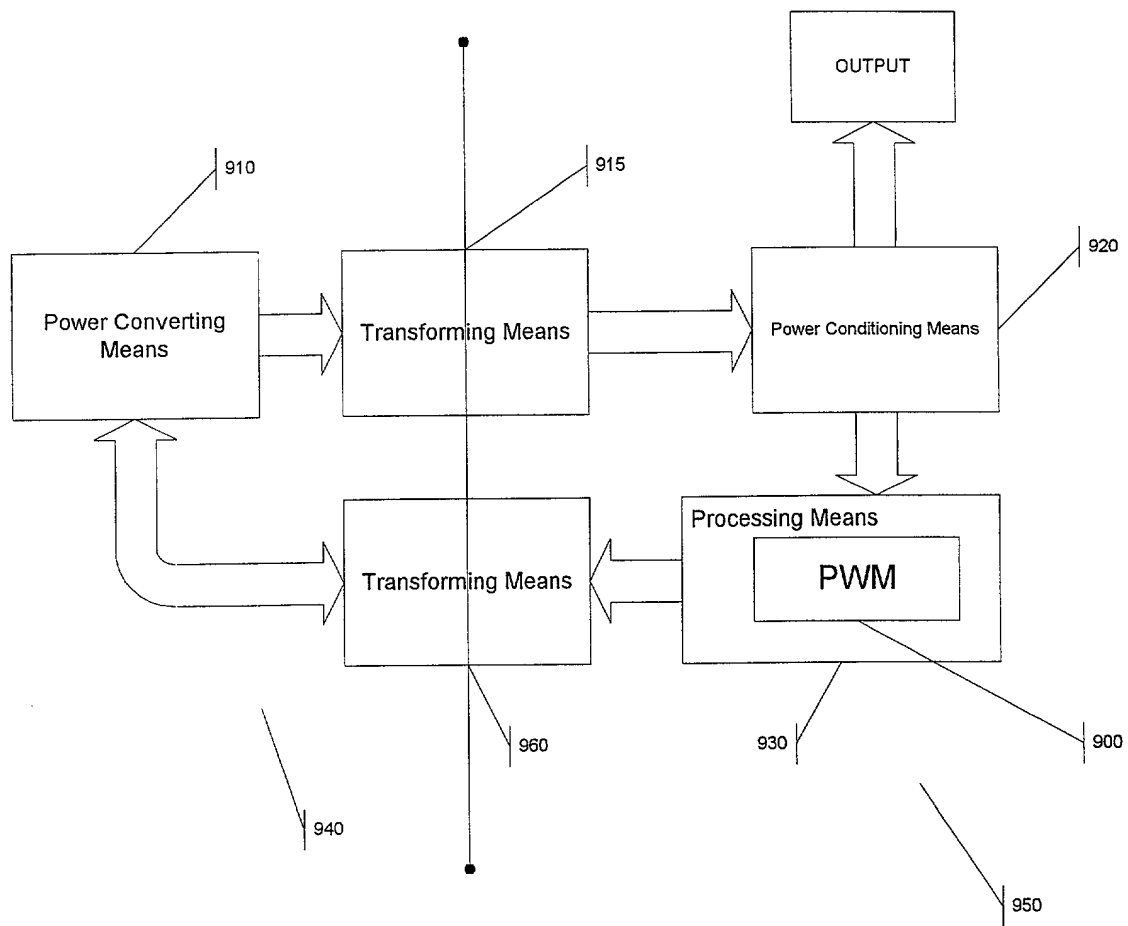 OUTPUT
910
915
920
Power Converting
Means
Transforming Means
Power Conditioning Means
Processing Means
PWM
Transforming Means
960
930
900
940
950